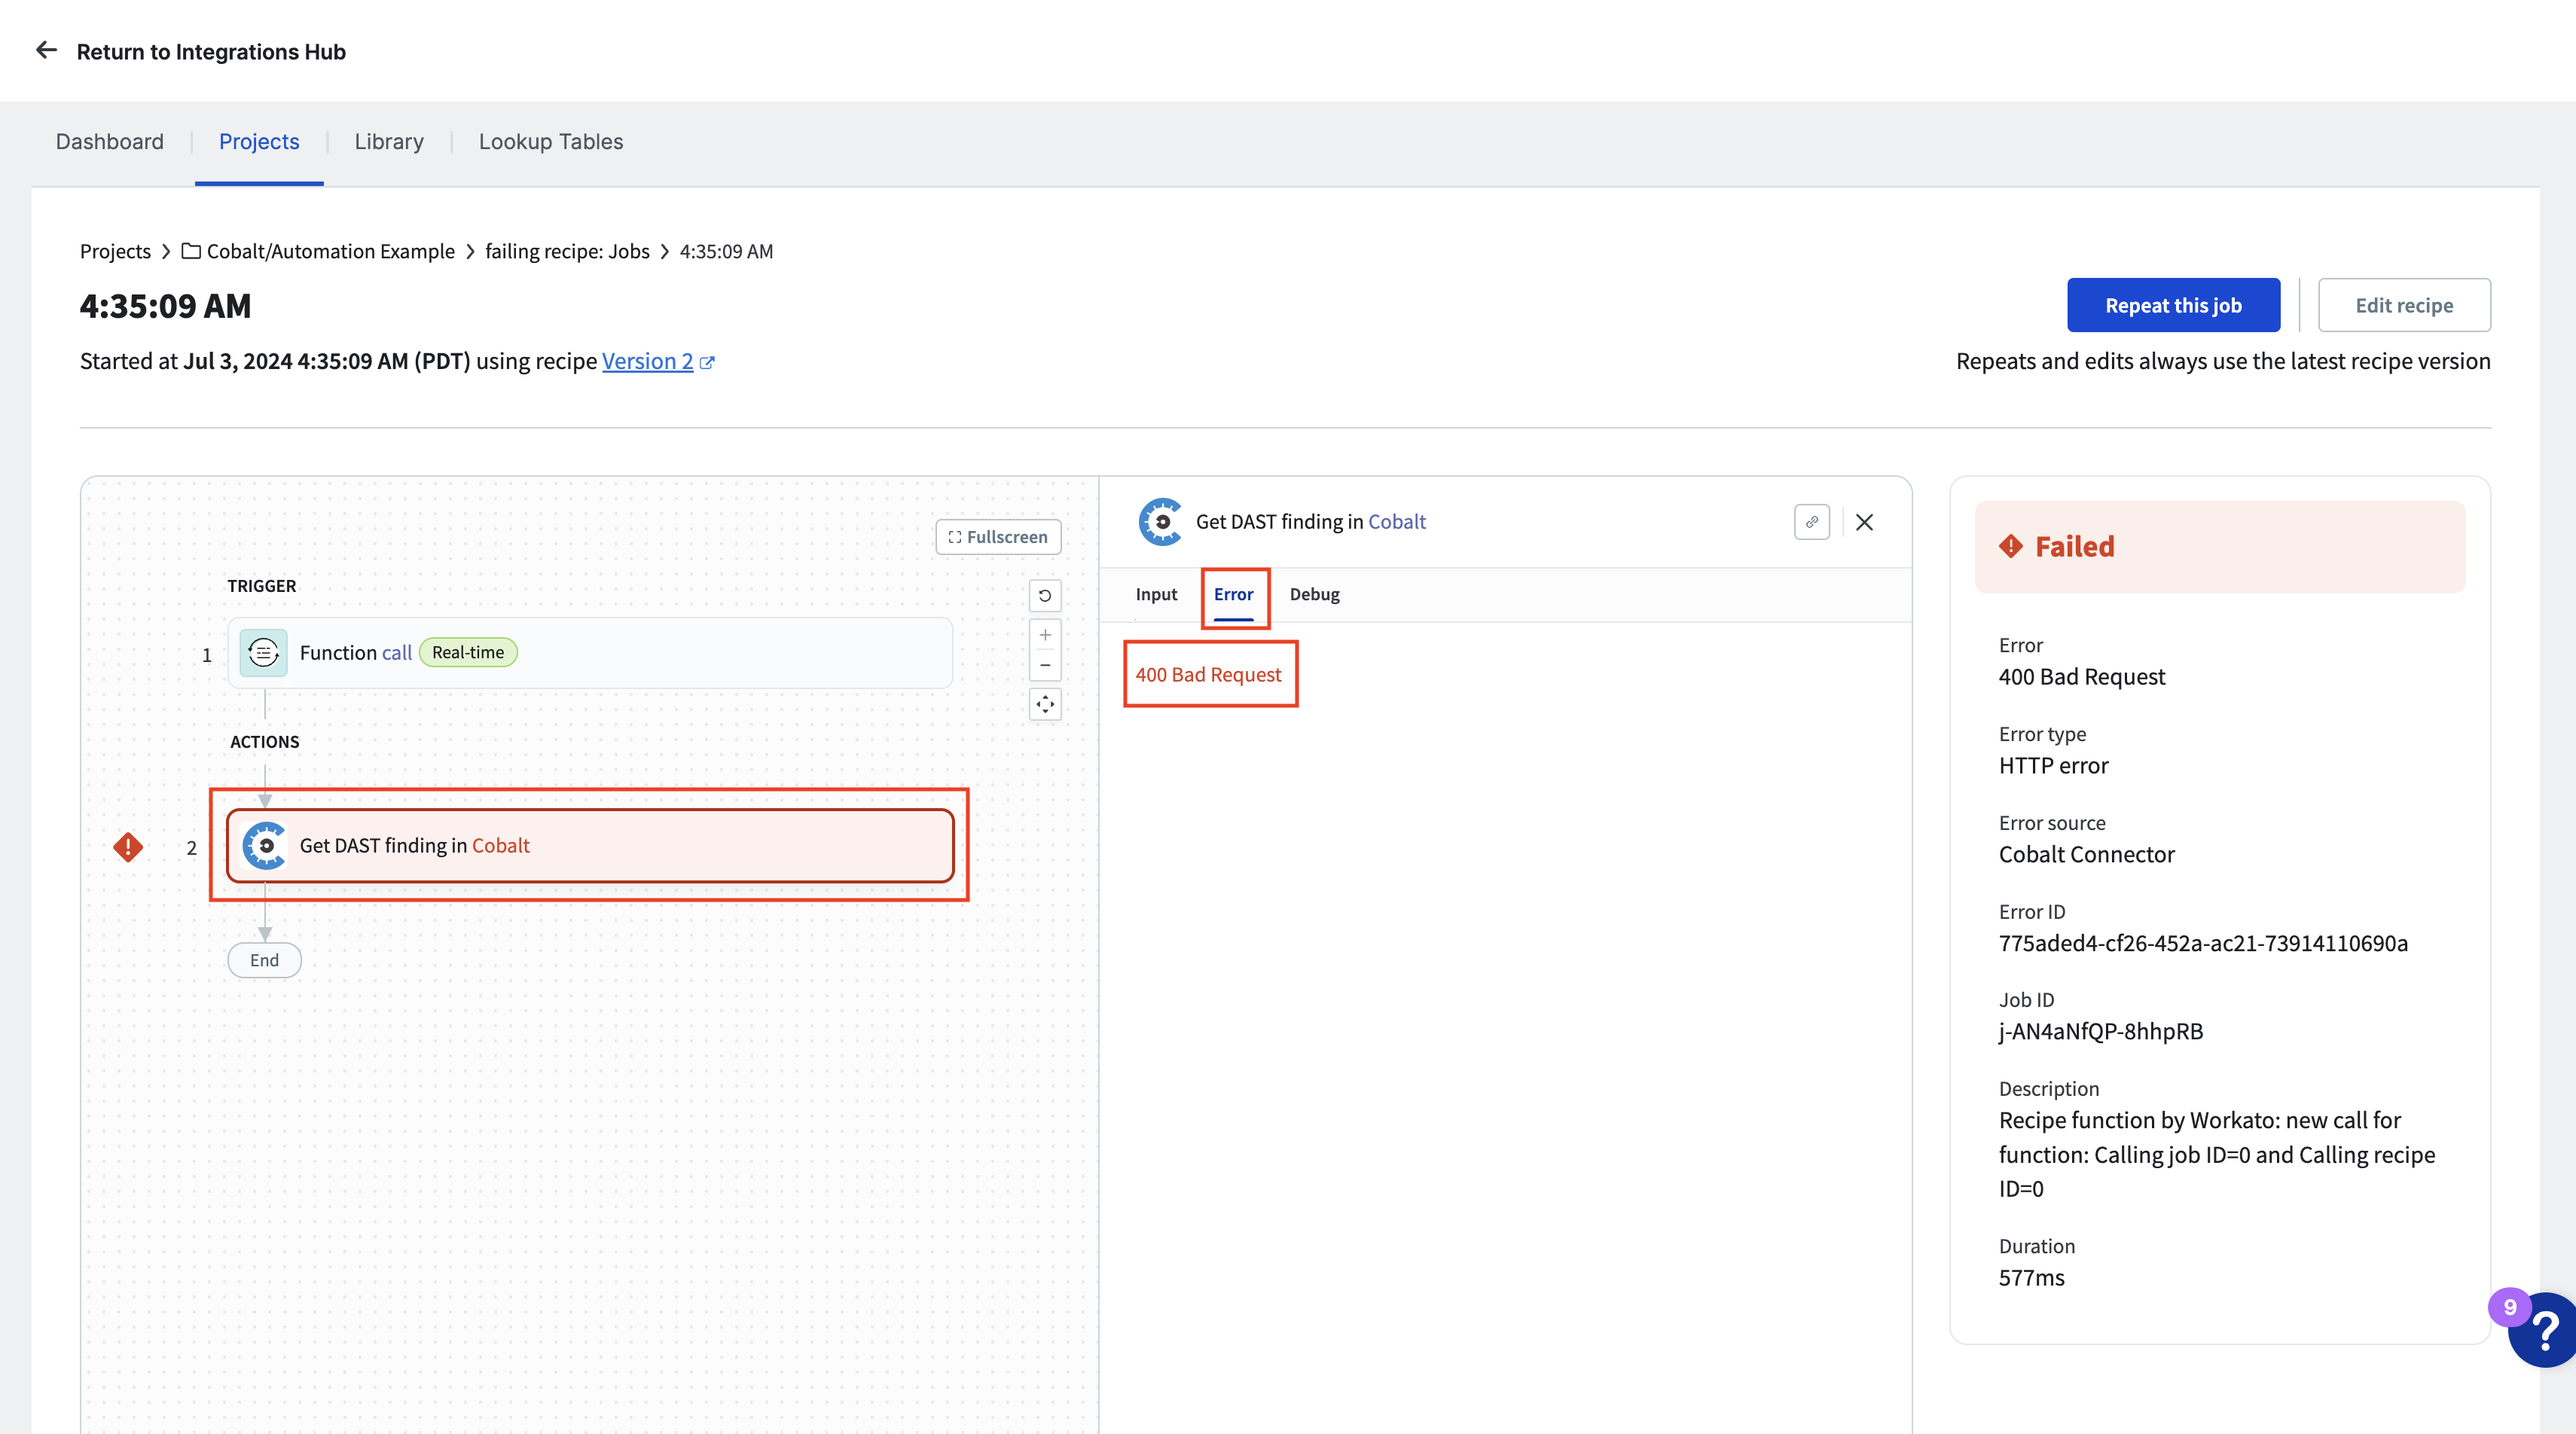 Return to Integrations Hub
Dashboard
Projects
Library
Lookup Tables
Projects
Cobalt/Automation Example
failing recipe: Jobs
4:35:09 AM
4:35:09 AM
Repeat this job
Edit recipe
Started at Jul 3, 2024 4:35:09 AM (PDT) using recipe Version 2
Repeats and edits always use the latest recipe version
Fullscreen
TRIGGER
1
Function call
Real-time
ACTIONS
2
Get DAST finding in Cobalt
End
Get DAST finding in Cobalt
Input
Error
Debug
400 Bad Request
Failed
Error
400 Bad Request
Error type
HTTP error
Error source
Cobalt Connector
Error ID
775aded4-cf26-452a-ac21-73914110690a
Job ID
j-AN4aNfQP-8hhpRB
Description
Recipe function by Workato: new call for
function: Calling job ID=0 and Calling recipe
ID=0
Duration
577ms
9
?